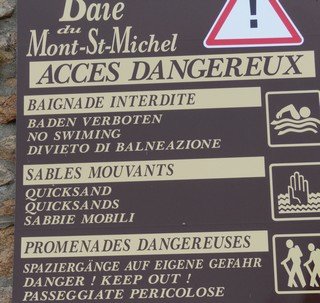 Baie
du
Mont-St-Michel
ACCES DANGEREUX
BAIGNADE INTERDITE
BADEN VERBOTEN
NO SWIMING
DIVIETO DI BALNEAZIONE
SABLES MOUVANTS
QUICKSAND
QUICKSANDS
SABBIE MOBILI
PROMENADES DANGEREUSES
SPAZIERGÄNGE AUF EIGENE GEFAHR
DANGER ! KEEP OUT !
PASSEGGIATE PERICOLOSE